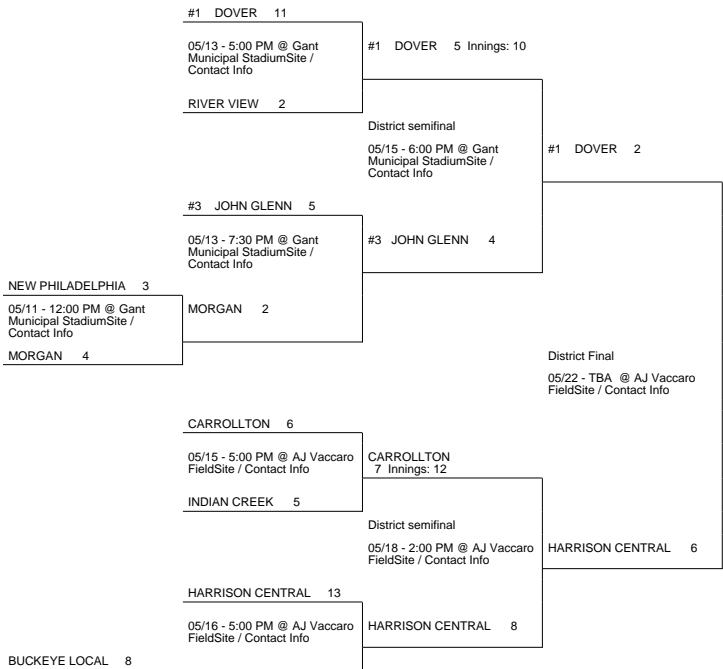 #1 DOVER 11
05/13 - 5:00 PM @ Gant
Municipal StadiumSite /
Contact Info
#1 DOVER 5 Innings: 10
RIVER VIEW 2
District semifinal
05/15 - 6:00 PM @ Gant
Municipal StadiumSite /
Contact Info
#1 DOVER 2
#3 JOHN GLENN 5
05/13 - 7:30 PM @ Gant
Municipal StadiumSite /
Contact Info
#3 JOHN GLENN 4
NEW PHILADELPHIA 3
05/11 - 12:00 PM @ Gant
Municipal StadiumSite /
Contact Info
MORGAN 2
MORGAN 4
District Final
05/22 - TBA @ AJ Vaccaro
FieldSite / Contact Info
CARROLLTON 6
05/15 - 5:00 PM @ AJ Vaccaro
FieldSite / Contact Info
CARROLLTON
7 Innings: 12
INDIAN CREEK 5
District semifinal
05/18 - 2:00 PM @ AJ Vaccaro
FieldSite / Contact Info
HARRISON CENTRAL 6
HARRISON CENTRAL 13
05/16 - 5:00 PM @ AJ Vaccaro
FieldSite / Contact Info
HARRISON CENTRAL 8
BUCKEYE LOCAL 8